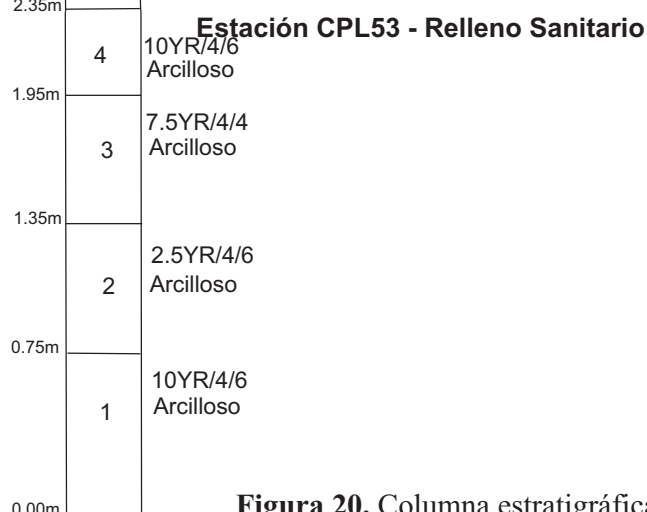 2.35m
Estación CPL53 - Relleno Sanitario
4
10YR/4/6
Arcilloso
1.95m
7.5YR/4/4
3
Arcilloso
1.35m
2.5YR/4/6
2
Arcilloso
0.75m
10YR/4/6
1
Arcilloso
0.00m
Figura 20. Columna estratigráfica